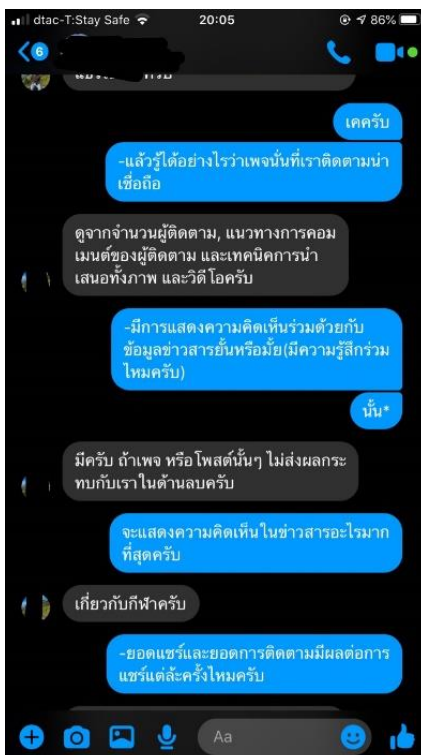 dtac-T:Stay Safe
20:05
86%
6
เคครับ
-แล้วรู้ได้อย่างไรว่าเพจนั่นที่เราติดตามน่า
เชื่อถือ
ดูจากจำนวนผู้ติดตาม, แนวทางการคอม
เมนต์ของผู้ติดตาม และเทคนิคการนำ
เสนอทั้งภาพ และวิดีโอครับ
-มีการแสดงความคิดเห็นร่วมด้วยกับ
ข้อมูลข่าวสารยั้นหรือมั้ย(มีความรู้สึกร่วม
ไหมครับ)
นั้น*
มีครับ ถ้าเพจ หรือโพสต์นั้นๆ ไม่ส่งผลกระ
ทบกับเราในด้านลบครับ
จะแสดงความคิดเห็นในข่าวสารอะไรมาก
ที่สุดครับ
เกี่ยวกับกีฬาครับ
-ยอดแชร์และยอดการติดตามมีผลต่อการ
แชร์แต่ล้ะครั้งไหมครับ
Aa